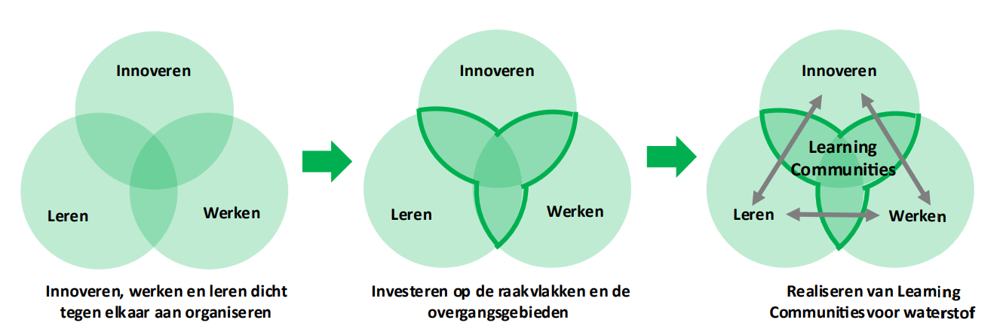 Innoveren
Leren
Werken
Innoveren, werken en leren dicht
tegen elkaar aan organiseren
Innoveren
Leren
Werken
Investeren op de raakvlakken en de
overgangsgebieden
Innoveren
Learning
Communities
Leren
Werken
Realiseren van Learning
Communities voor waterstof